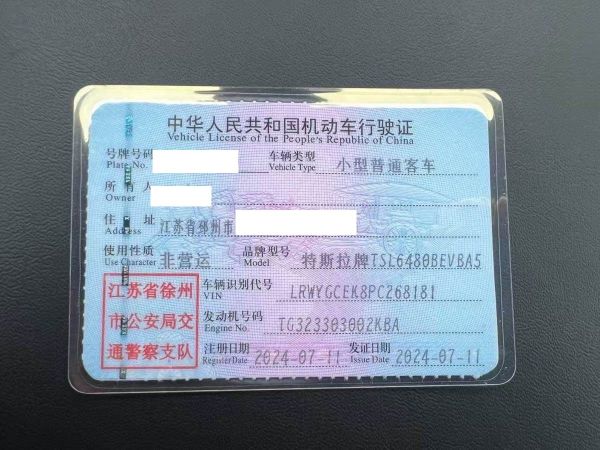 中华人民共和国机动车行驶证
Vehicle License of the People's Republic of China
号牌号码
Plate No.
车辆类型
Vehicle Type
小型普通客车
所有人
Owner
住址
Address
江苏省邳州市
使用性质
Use Character
非营运
品牌型号
Model
特斯拉牌TSL6480BEVBA5
江苏省徐州
市公安局交
通警察支队
车辆识别代号
VIN
LRWYGCEK8PC268181
发动机号码
Engine No.
TG323303002KBA
注册日期
Register Date
2024-07-11
发证日期
Issue Date
2024-07-11